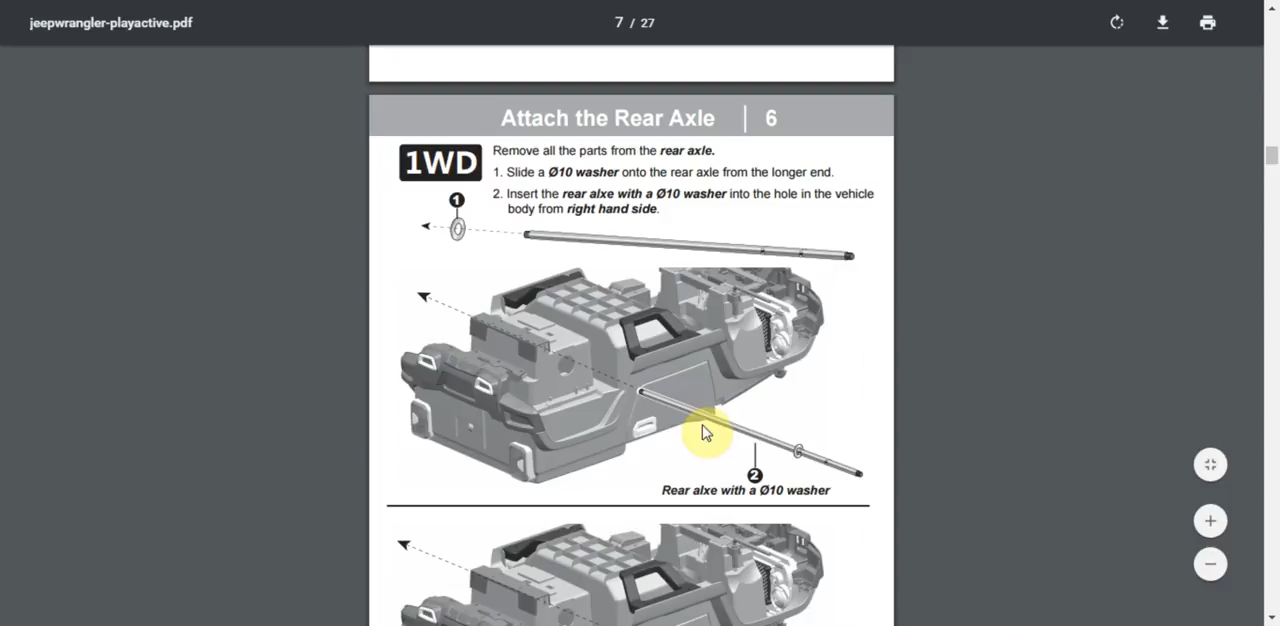 jeepwrangler-playactive.pdf
7 / 27
Attach the Rear Axle | 6
1WD
Remove all the parts from the rear axle.
1. Slide a Ø10 washer onto the rear axle from the longer end.
2. Insert the rear alxe with a Ø10 washer into the hole in the vehicle
body from right hand side.
1
2
Rear alxe with a Ø10 washer